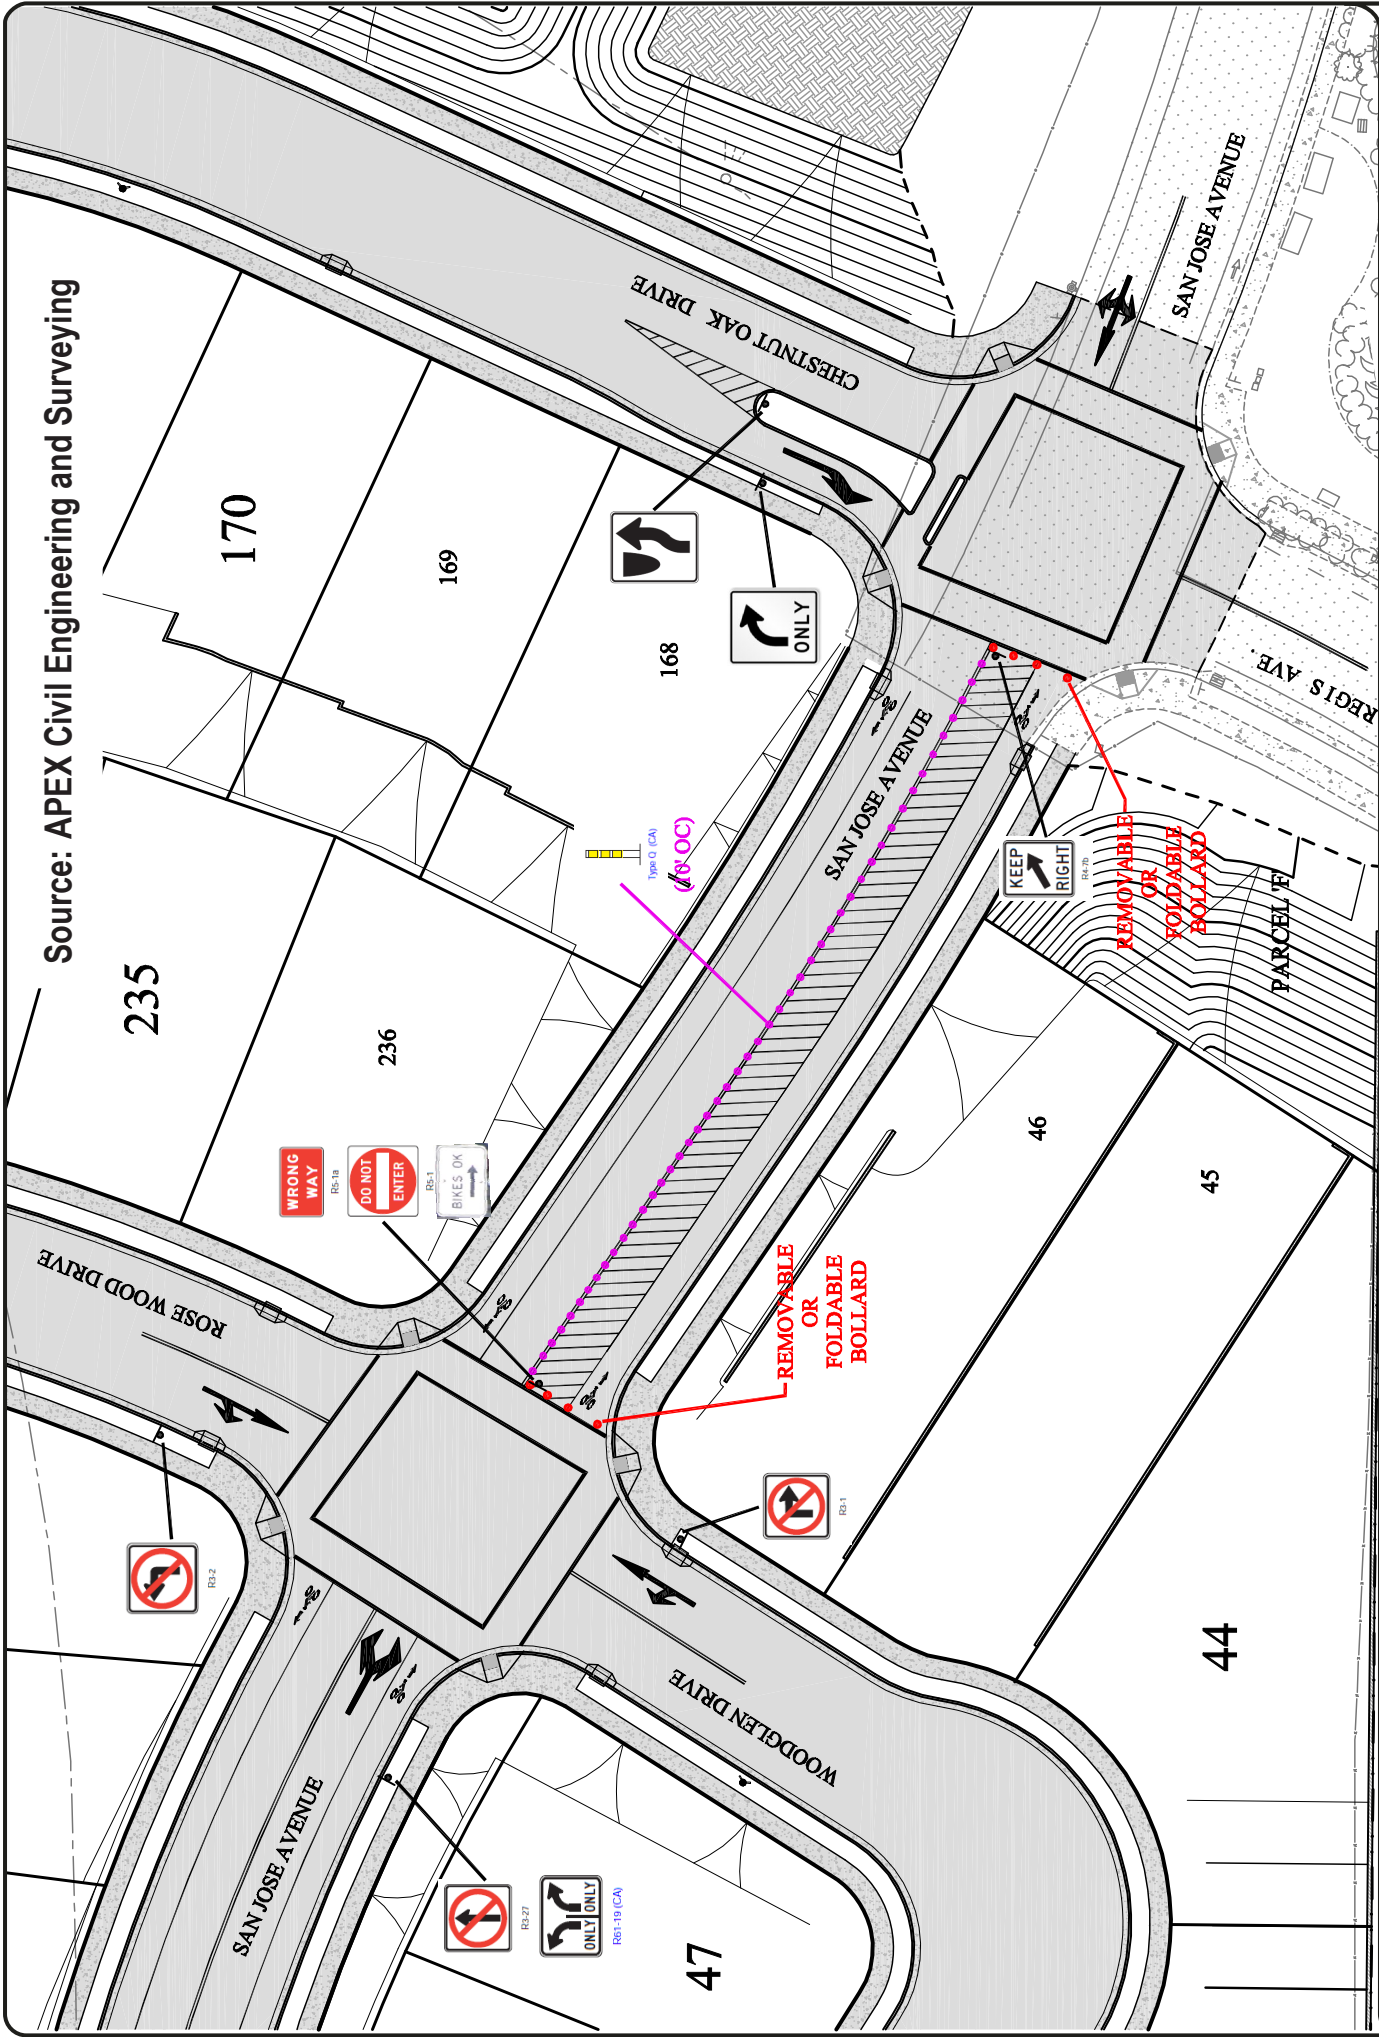 Source: APEX Civil Engineering and Surveying
170
169
168
235
236
CHESTNUT OAK DRIVE
SAN JOSE AVENUE
ONLY
Type Q (CA)
(10' OC)
SAN JOSE AVENUE
REGIS AVE.
KEEP
RIGHT
R4-7b
REMOVABLE
OR
FOLDABLE
BOLLARD
PARCEL 'F'
WRONG
WAY
R5-1a
DO NOT
ENTER
R5-1
BIKES OK
ROSE WOOD DRIVE
REMOVABLE
OR
FOLDABLE
BOLLARD
46
45
44
R3-2
R3-1
WOODGLEN DRIVE
SAN JOSE AVENUE
R3-27
ONLY ONLY
R61-19 (CA)
47